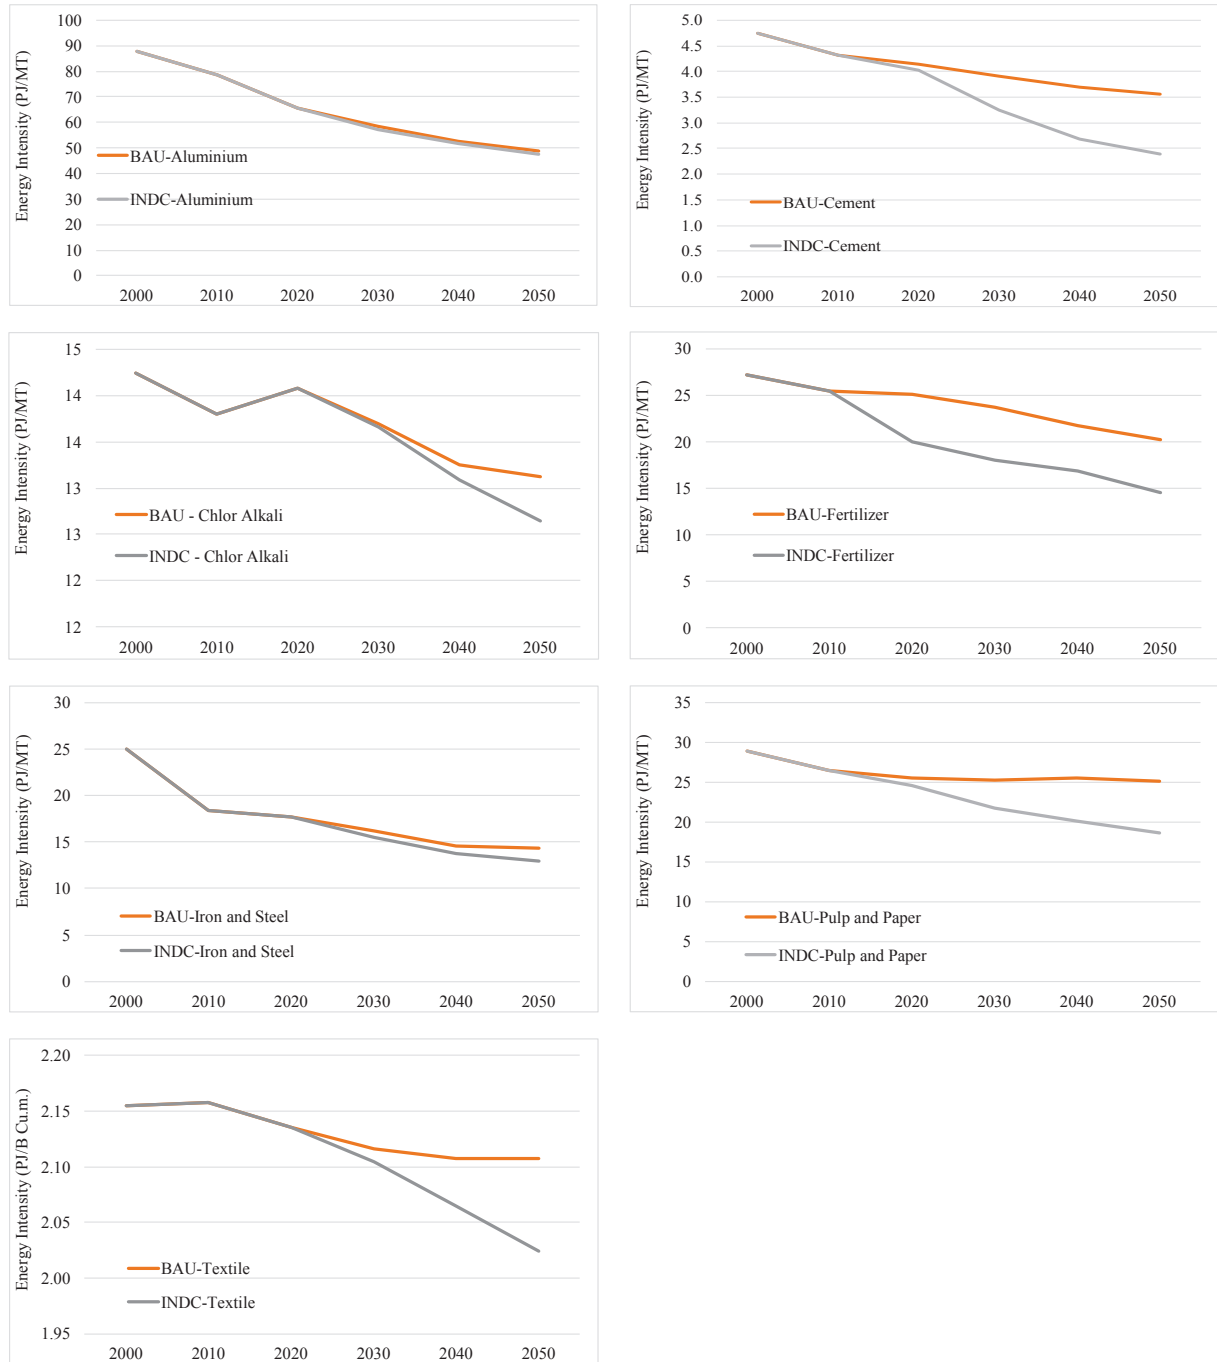 Energy Intensity (PJ/MT)
100
90
80
70
60
50
40
30
20
10
0
BAU-Aluminium
INDC-Aluminium
2000 2010 2020 2030 2040 2050
Energy Intensity (PJ/MT)
5.0
4.5
4.0
3.5
3.0
2.5
2.0
1.5
1.0
0.5
0.0
BAU-Cement
INDC-Cement
2000 2010 2020 2030 2040 2050
Energy Intensity (PJ/MT)
15
14
14
13
13
12
12
BAU - Chlor Alkali
INDC - Chlor Alkali
2000 2010 2020 2030 2040 2050
Energy Intensity (PJ/MT)
30
25
20
15
10
5
0
BAU-Fertilizer
INDC-Fertilizer
2000 2010 2020 2030 2040 2050
Energy Intensity (PJ/MT)
30
25
20
15
10
5
0
BAU-Iron and Steel
INDC-Iron and Steel
2000 2010 2020 2030 2040 2050
Energy Intensity (PJ/MT)
35
30
25
20
15
10
5
0
BAU-Pulp and Paper
INDC-Pulp and Paper
2000 2010 2020 2030 2040 2050
Energy Intensity (PJ/B Cu.m.)
2.20
2.15
2.10
2.05
2.00
1.95
BAU-Textile
INDC-Textile
2000 2010 2020 2030 2040 2050